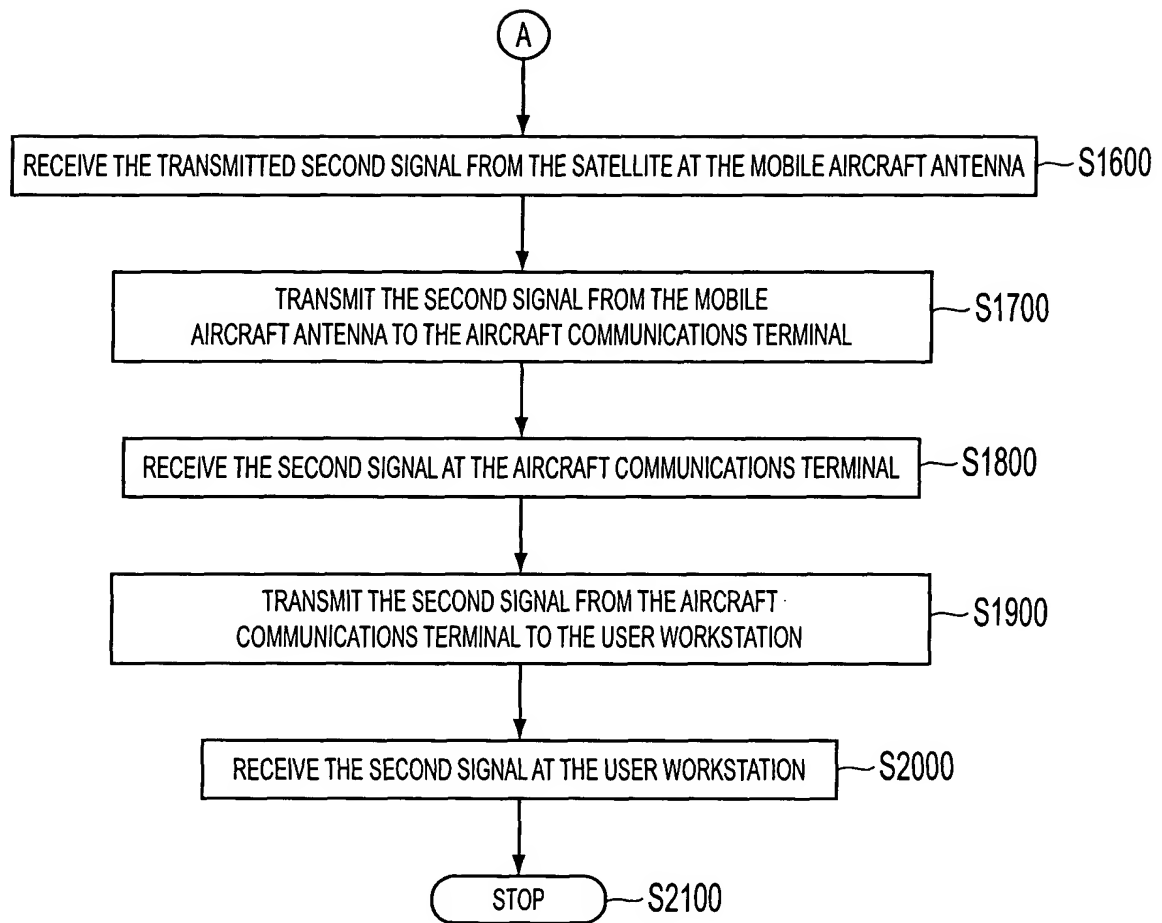 A
RECEIVE THE TRANSMITTED SECOND SIGNAL FROM THE SATELLITE AT THE MOBILE AIRCRAFT ANTENNA
S1600
TRANSMIT THE SECOND SIGNAL FROM THE MOBILE
AIRCRAFT ANTENNA TO THE AIRCRAFT COMMUNICATIONS TERMINAL
S1700
RECEIVE THE SECOND SIGNAL AT THE AIRCRAFT COMMUNICATIONS TERMINAL
S1800
TRANSMIT THE SECOND SIGNAL FROM THE AIRCRAFT
COMMUNICATIONS TERMINAL TO THE USER WORKSTATION
S1900
RECEIVE THE SECOND SIGNAL AT THE USER WORKSTATION
S2000
STOP
S2100